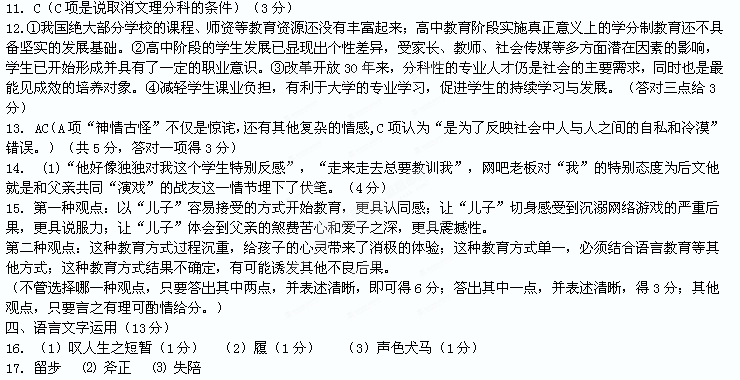 11. C（C 项是说取消文理分科的条件）（3 分）
12.①我国绝大部分学校的课程、师资等教育资源还没有丰富起来；高中教育阶段实施真正意义上的学分制教育还不具
备坚实的发展基础。②高中阶段的学生发展已显现出个性差异，受家长、教师、社会传媒等多方面潜在因素的影响，
学生已开始形成并具有了一定的职业意识。③改革开放 30 年来，分科性的专业人才仍是社会的主要需求，同时也是最
能见成效的培养对象。④减轻学生课业负担，有利于大学的专业学习，促进学生的持续学习与发展。（答对三点给 3
分）
13. AC(A 项“神情古怪”不仅是惊诧,还有其他复杂的情感,C 项认为“是为了反映社会中人与人之间的自私和冷漠”
错误。）（共 5 分，答对一项得 3 分）
14. （1)“他好像独独对我这个学生特别反感”，“走来走去总要教训我”，网吧老板对“我”的特别态度为后文他
就是和父亲共同“演戏”的战友这一情节埋下了伏笔。（4 分）
15. 第一种观点：以“儿子”容易接受的方式开始教育，更具认同感；让“儿子”切身感受到沉溺网络游戏的严重后
果，更具说服力；让“儿子”体会到父亲的煞费苦心和爱子之深，更具震撼性。
第二种观点：这种教育方式过程沉重，给孩子的心灵带来了消极的体验；这种教育方式单一，必须结合语言教育等其
他方式；这种教育方式结果不确定，有可能诱发其他不良后果。
（不管选择哪一种观点，只要答出其中两点，并表述清晰，即可得 6 分；答出其中一点，并表述清晰，得 3 分；其他
观点，只要言之有理可酌情给分。）
四、语言文字运用（13 分）
16. （1）叹人生之短暂（1 分） （2）履（1 分） （3）声色犬马（1 分）
17. 留步 ⑵ 斧正 ⑶ 失陪